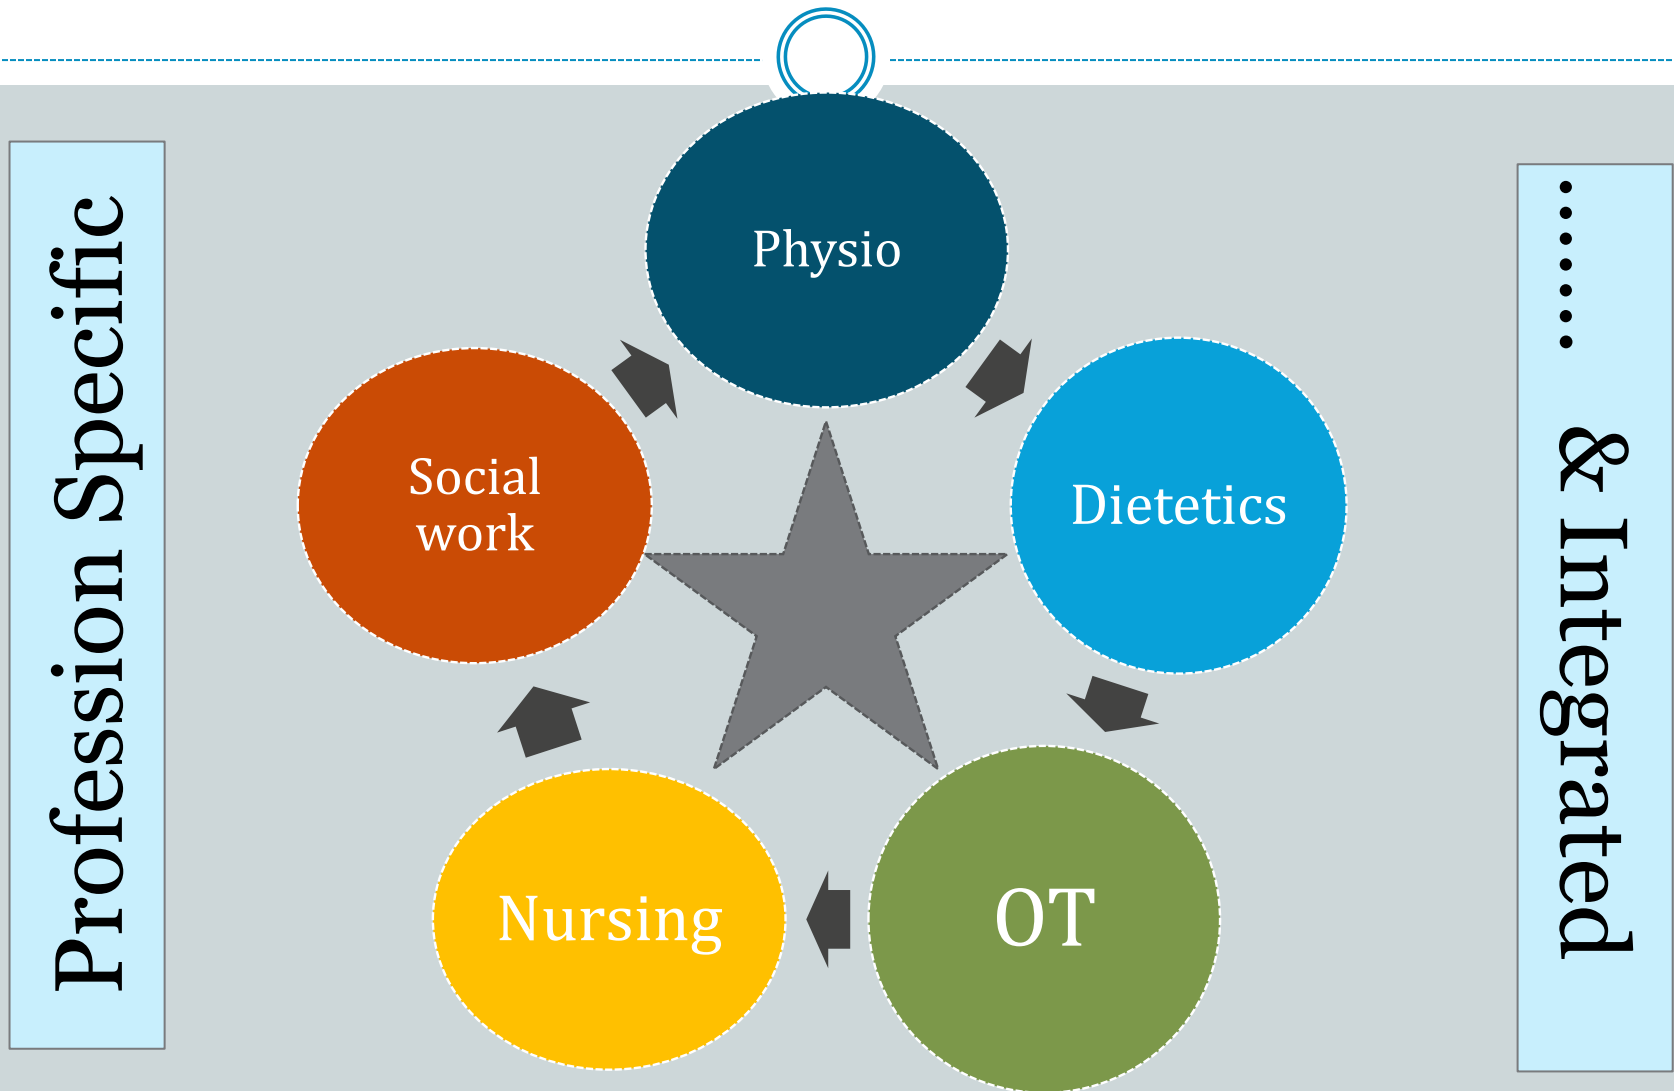 Profession Specific
Physio
Dietetics
OT
Nursing
Social
work
....... & Integrated